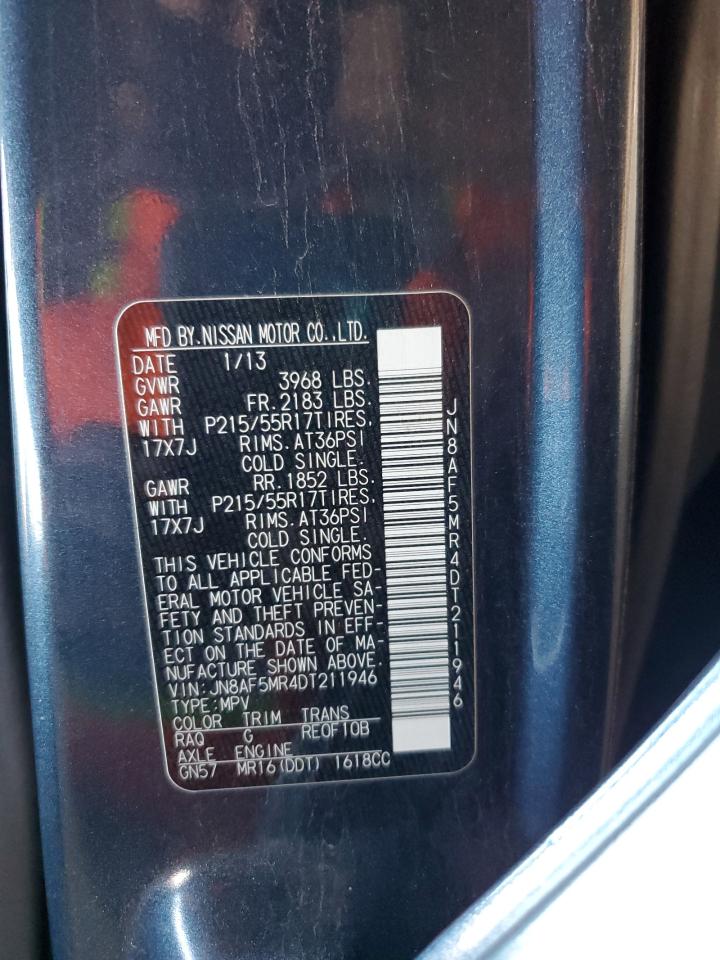 MFD BY.NISSAN MOTOR CO.,LTD.
DATE 1/13
GVWR 3968 LBS.
GAWR FR.2183 LBS.
WITH P215/55R17TIRES,
17X7J RIMS.AT36PSI
COLD SINGLE.
GAWR RR.1852 LBS.
WITH P215/55R17TIRES,
17X7J RIMS.AT36PSI
COLD SINGLE.
THIS VEHICLE CONFORMS
TO ALL APPLICABLE FED-
ERAL MOTOR VEHICLE SA-
FETY AND THEFT PREVEN-
TION STANDARDS IN EFF-
ECT ON THE DATE OF MA-
NUFACTURE SHOWN ABOVE.
VIN:JN8AF5MR4DT211946
TYPE:MPV
COLOR TRIM TRANS
RAQ G RE0F10B
AXLE ENGINE
GN57 MR16(DDT) 1618CC
JN8AF5MR4DT211946